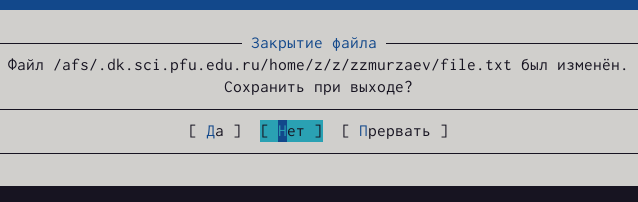 Закрытие файла
Файл /afs/.dk.sci.pfu.edu.ru/home/z/z/zzmurzaev/file.txt был изменён.
Сохранить при выходе?
[ Да ] [ Нет ] [ Прервать ]